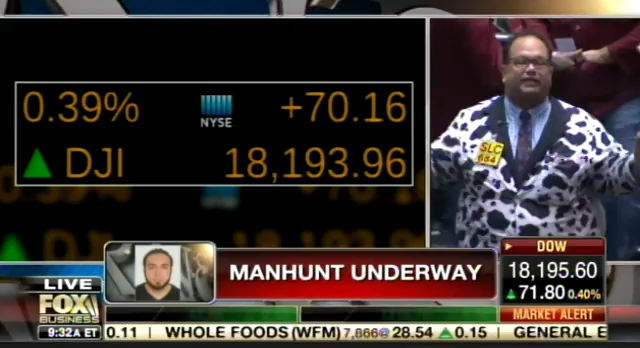 0.39% NYSE +70.16
DJI 18,193.96
SLC
684
DOW
18,195.60
71.80 0.40%
MARKET ALERT
MANHUNT UNDERWAY
LIVE
FOX
BUSINESS
9:32A ET 0.11 | WHOLE FOODS (WFM) 7,866@ 28.54 0.15 | GENERAL E